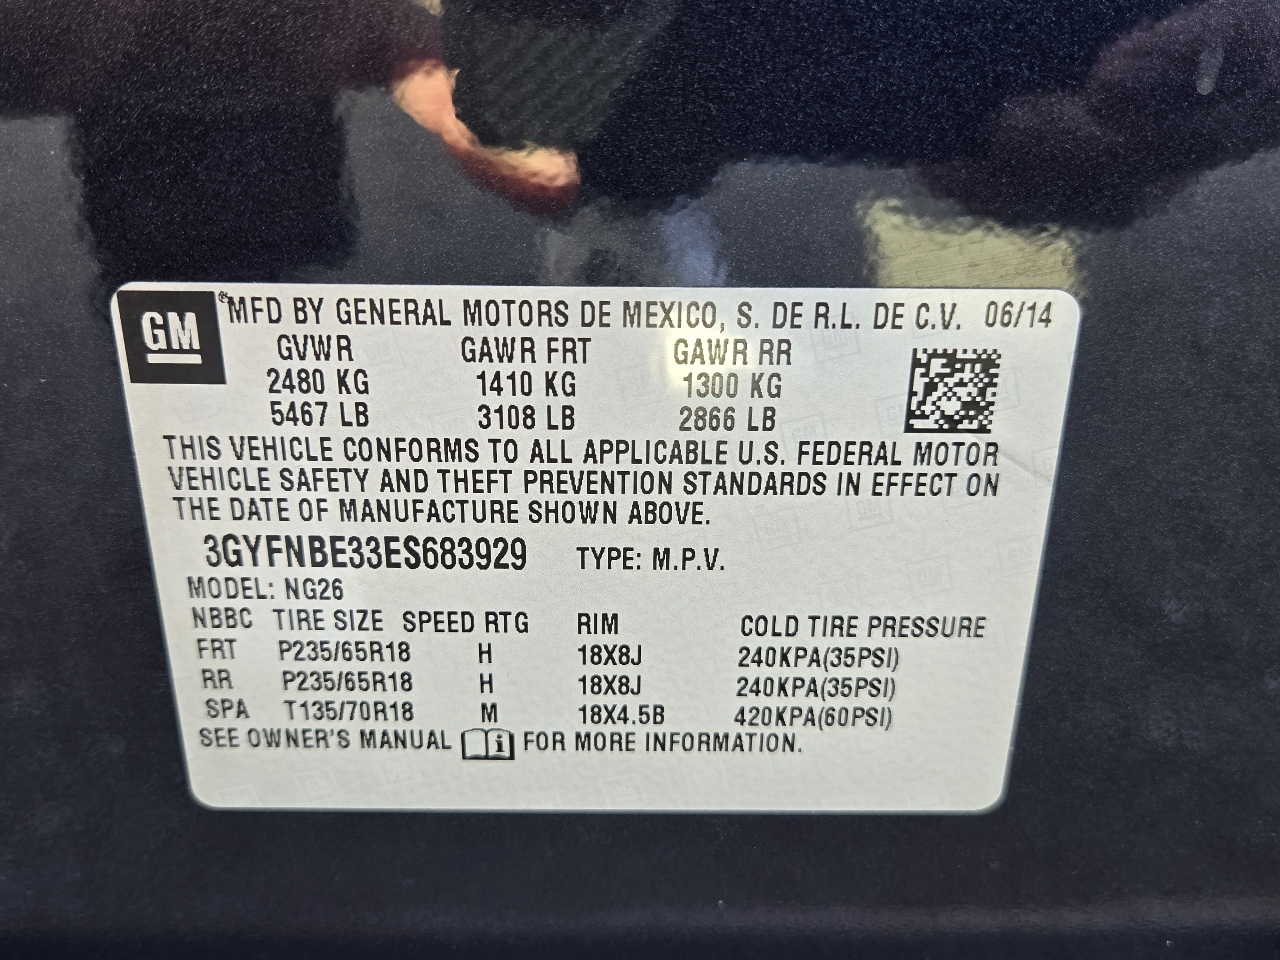 GM
® MFD BY GENERAL MOTORS DE MEXICO, S. DE R.L. DE C.V. 06/14
GVWR GAWR FRT GAWR RR
2480 KG 1410 KG 1300 KG
5467 LB 3108 LB 2866 LB
THIS VEHICLE CONFORMS TO ALL APPLICABLE U.S. FEDERAL MOTOR
VEHICLE SAFETY AND THEFT PREVENTION STANDARDS IN EFFECT ON
THE DATE OF MANUFACTURE SHOWN ABOVE.
3GYFNBE33ES683929 TYPE: M.P.V.
MODEL: NG26
NBBC TIRE SIZE SPEED RTG RIM COLD TIRE PRESSURE
FRT P235/65R18 H 18X8J 240KPA(35PSI)
RR P235/65R18 H 18X8J 240KPA(35PSI)
SPA T135/70R18 M 18X4.5B 420KPA(60PSI)
SEE OWNER'S MANUAL i FOR MORE INFORMATION.